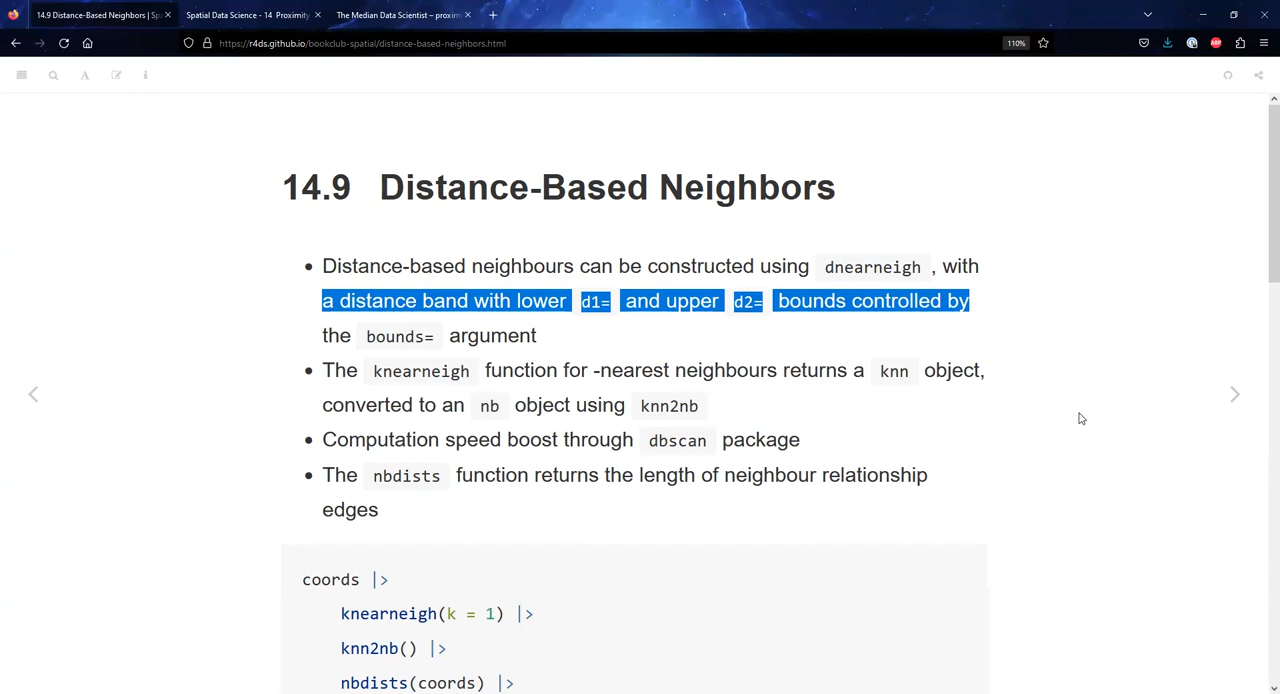 14.9 Distance-Based Neighbors | Sp
Spatial Data Science - 14 Proximity
The Median Data Scientist – proxim
https://r4ds.github.io/bookclub-spatial/distance-based-neighbors.html
110%
ABP
14.9 Distance-Based Neighbors
Distance-based neighbours can be constructed using dnearneigh , with
a distance band with lower d1= and upper d2= bounds controlled by
the bounds= argument
The knearneigh function for -nearest neighbours returns a knn object,
converted to an nb object using knn2nb
Computation speed boost through dbscan package
The nbdists function returns the length of neighbour relationship
edges
coords |>
knearneigh(k = 1) |>
knn2nb() |>
nbdists(coords) |>